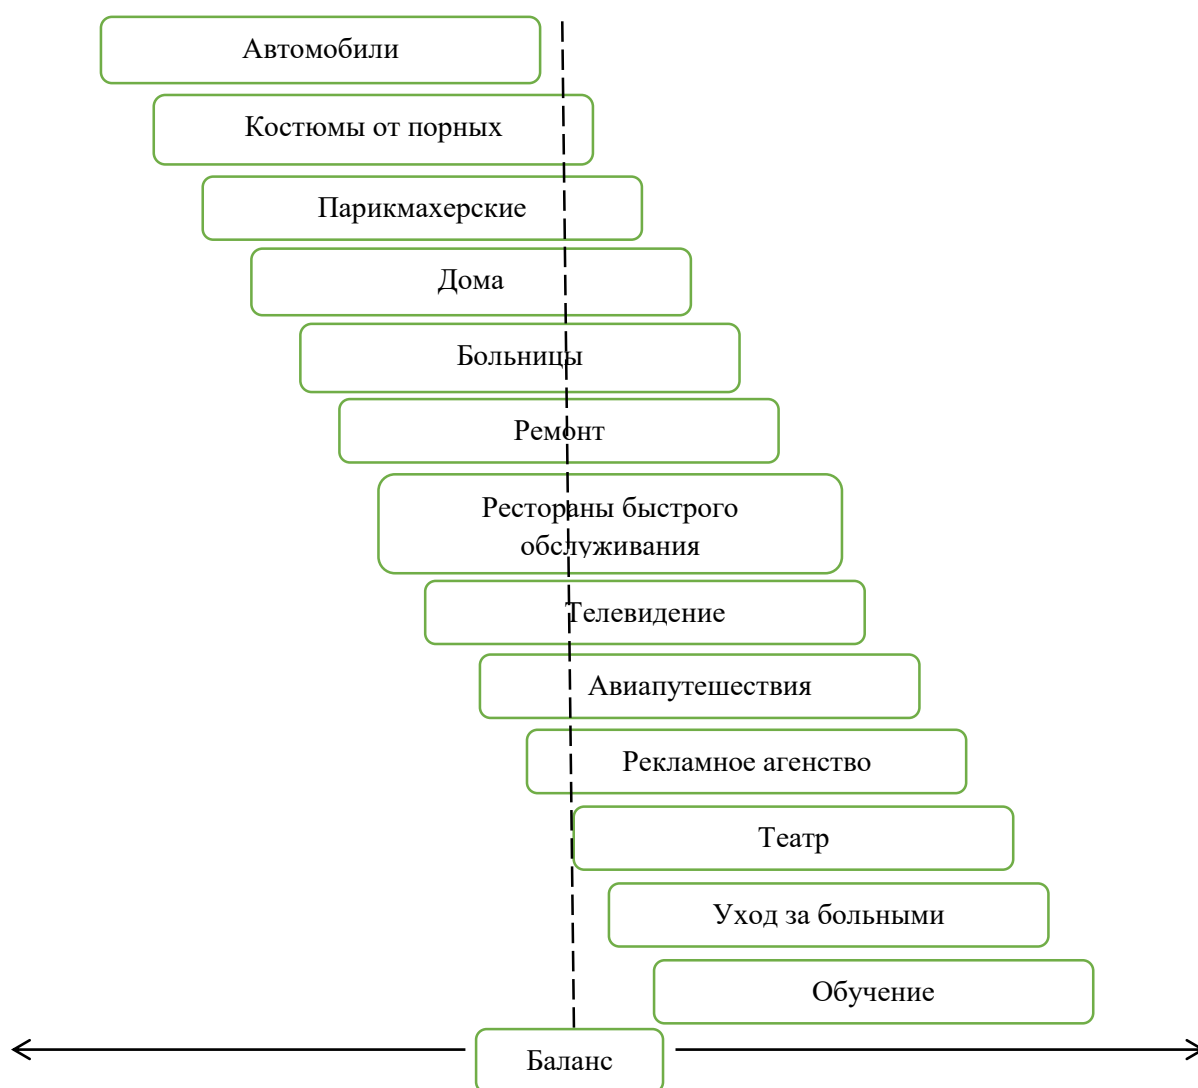 Автомобили
Костюмы от порных
Парикмахерские
Дома
Больницы
Ремонт
Рестораны быстрого
обслуживания
Телевидение
Авиапутешествия
Рекламное агенство
Театр
Уход за больными
Обучение
Баланс